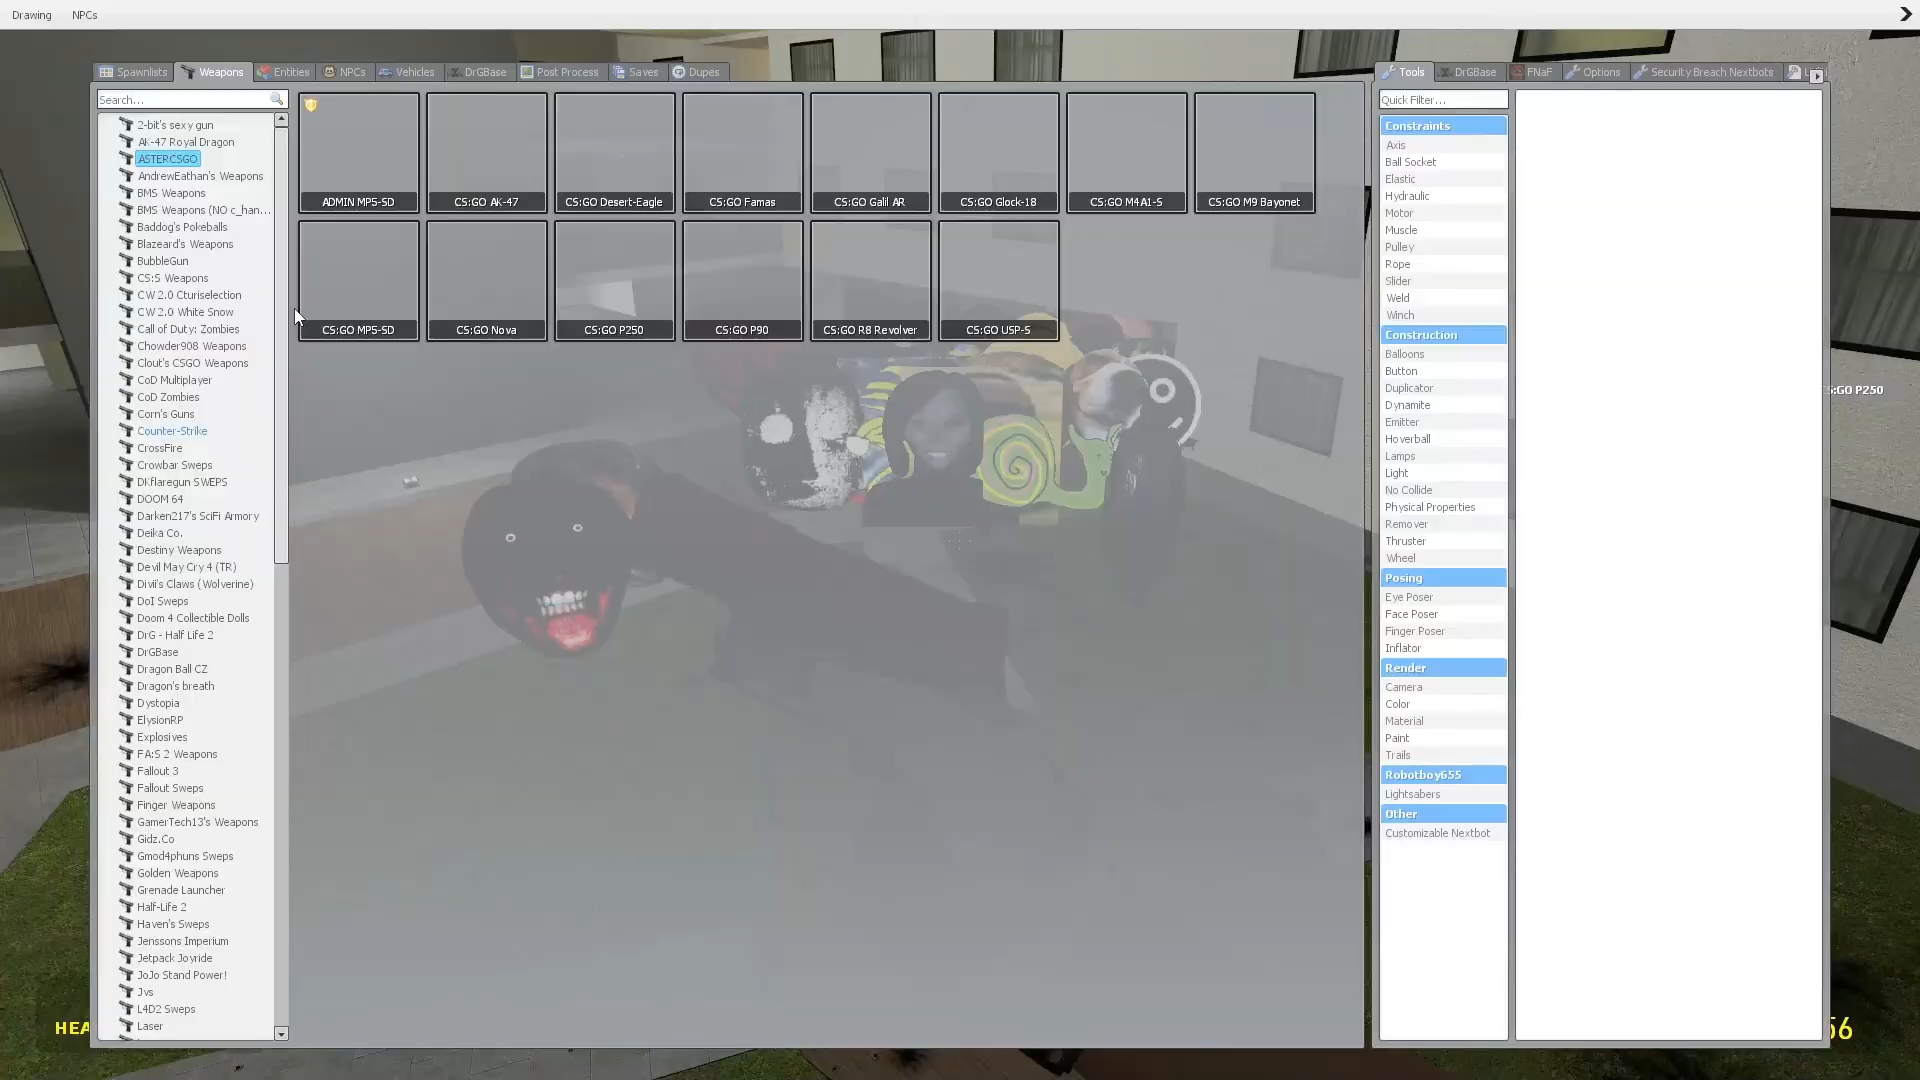 Drawing NPCs
Spawnlists Weapons Entities NPCs Vehicles DrGBase Post Process Saves Dupes
Search...
2-bit's sexy gun
AK-47 Royal Dragon
ASTERCSGO
AndrewEathan's Weapons
BMS Weapons
BMS Weapons (NO c_han...
Baddog's Pokeballs
Blazeard's Weapons
BubbleGun
CS:S Weapons
CW 2.0 Cturiselection
CW 2.0 White Snow
Call of Duty: Zombies
Chowder908 Weapons
Clout's CSGO Weapons
CoD Multiplayer
CoD Zombies
Corn's Guns
Counter-Strike
CrossFire
Crowbar Sweps
DKflaregun SWEPS
DOOM 64
Darken217's SciFi Armory
Deika Co.
Destiny Weapons
Devil May Cry 4 (TR)
Divii's Claws (Wolverine)
DoI Sweps
Doom 4 Collectible Dolls
DrG - Half Life 2
DrGBase
Dragon Ball CZ
Dragon's breath
Dystopia
ElysionRP
Explosives
FA:S 2 Weapons
Fallout 3
Fallout Sweps
Finger Weapons
GamerTech13's Weapons
Gidz.Co
Gmod4phuns Sweps
Golden Weapons
Grenade Launcher
Half-Life 2
Haven's Sweps
Jenssons Imperium
Jetpack Joyride
JoJo Stand Power!
Jvs
L4D2 Sweps
Laser
ADMIN MP5-SD CS:GO AK-47 CS:GO Desert-Eagle CS:GO Famas CS:GO Galil AR CS:GO Glock-18 CS:GO M4A1-S CS:GO M9 Bayonet
CS:GO MP5-SD CS:GO Nova CS:GO P250 CS:GO P90 CS:GO R8 Revolver CS:GO USP-S
Tools DrGBase FNaF Options Security Breach Nextbots
Quick Filter...
Constraints
Axis
Ball Socket
Elastic
Hydraulic
Motor
Muscle
Pulley
Rope
Slider
Weld
Winch
Construction
Balloons
Button
Duplicator
Dynamite
Emitter
Hoverball
Lamps
Light
No Collide
Physical Properties
Remover
Thruster
Wheel
Posing
Eye Poser
Face Poser
Finger Poser
Inflator
Render
Camera
Color
Material
Paint
Trails
Robotboy655
Lightsabers
Other
Customizable Nextbot
S:GO P250
HEA
56